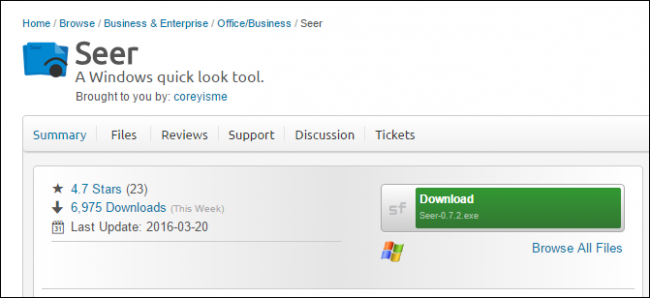 Home / Browse / Business & Enterprise / Office/Business / Seer
Seer
A Windows quick look tool.
Brought to you by: coreyisme
Summary Files Reviews Support Discussion Tickets
4.7 Stars (23)
6,975 Downloads (This Week)
31 Last Update: 2016-03-20
sf Download
Seer-0.7.2.exe
Browse All Files